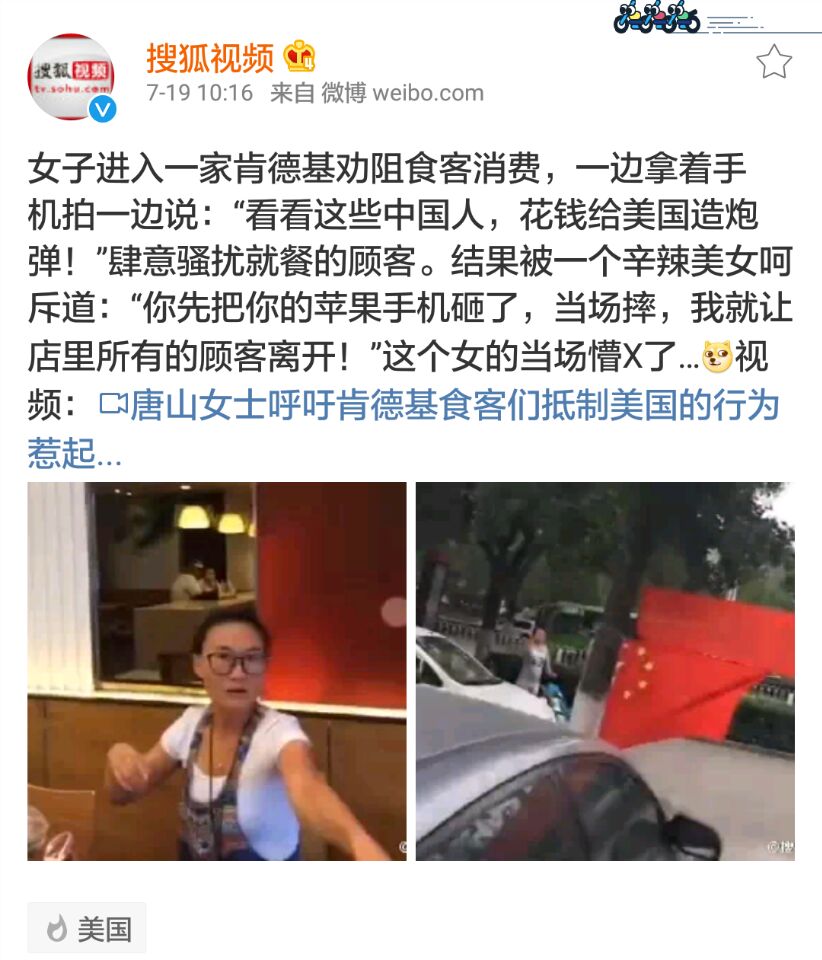 搜狐视频
搜狐视频
tv.sohu.com
7-19 10:16 来自 微博 weibo.com
女子进入一家肯德基劝阻食客消费，一边拿着手
机拍一边说：“看看这些中国人，花钱给美国造炮
弹！”肆意骚扰就餐的顾客。结果被一个辛辣美女呵
斥道：“你先把你的苹果手机砸了，当场摔，我就让
店里所有的顾客离开！”这个女的当场懵X了...视
频：唐山女士呼吁肯德基食客们抵制美国的行为
惹起...
@搜
美国